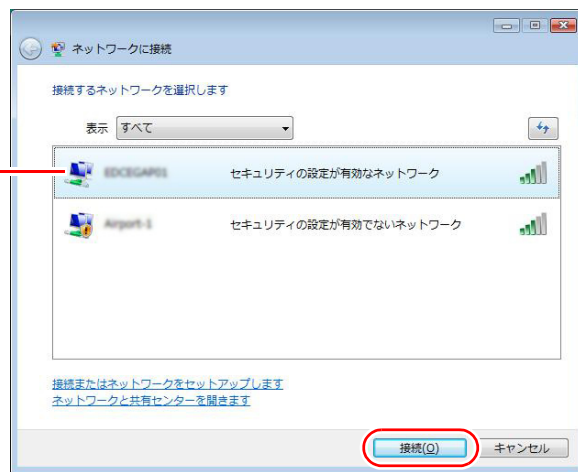 ネットワークに接続
接続するネットワークを選択します
表示 すべて
セキュリティの設定が有効なネットワーク
セキュリティの設定が有効でないネットワーク
接続またはネットワークをセットアップします
ネットワークと共有センターを開きます
接続(O) キャンセル